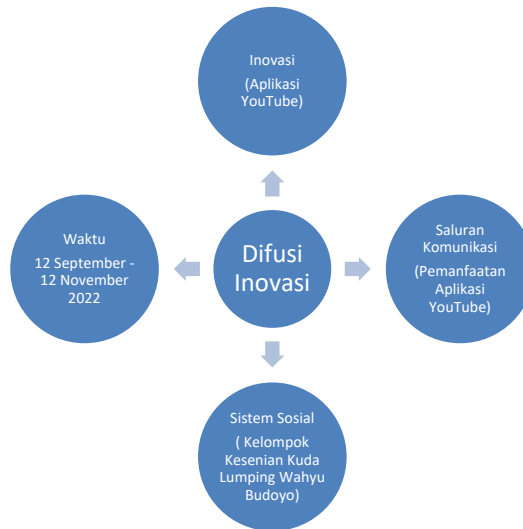 Inovasi
(Aplikasi
YouTube)
Waktu
12 September -
12 November
2022
Difusi
Inovasi
Saluran
Komunikasi
(Pemanfaatan
Aplikasi
YouTube)
Sistem Sosial
( Kelompok
Kesenian Kuda
Lumping Wahyu
Budoyo)